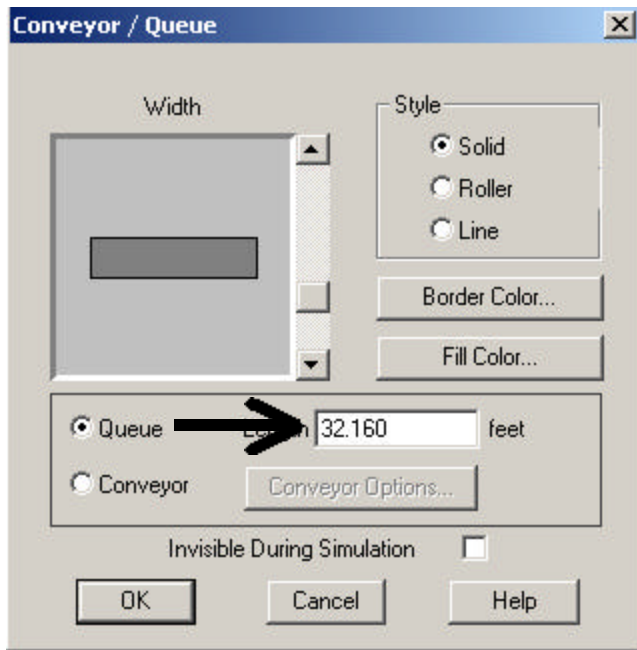 Conveyor / Queue
Width
Style
Solid
Roller
Line
Border Color...
Fill Color...
Queue
32.160 feet
Conveyor
Conveyor Options...
Invisible During Simulation
OK
Cancel
Help